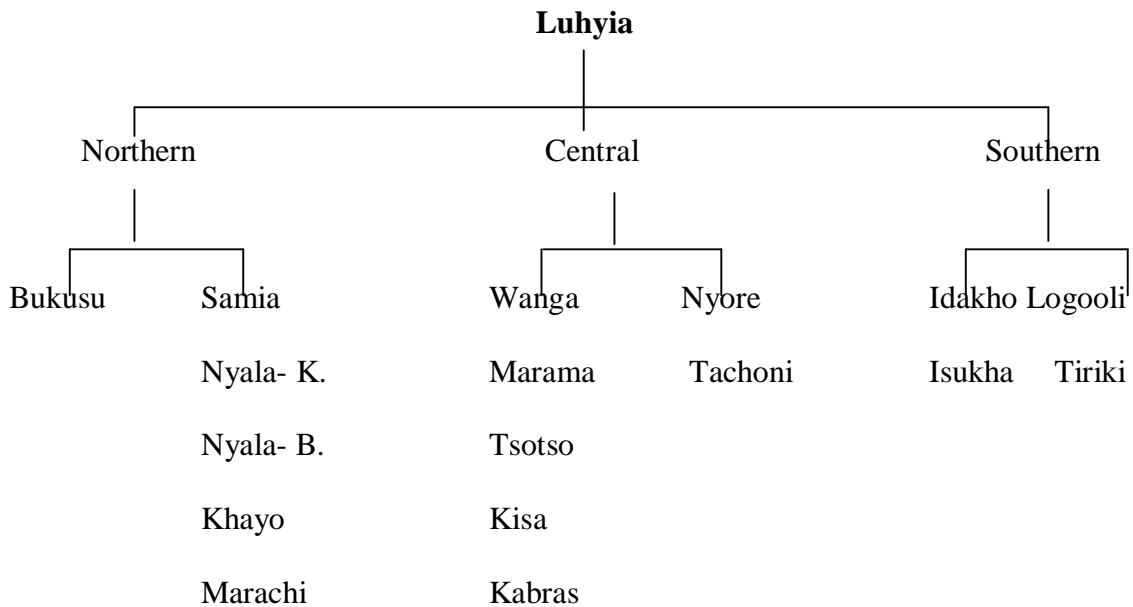 Luhyia
Northern Central Southern
Bukusu Samia Wanga Nyore Idakho Logooli
Nyala- K. Marama Tachoni Isukha Tiriki
Nyala- B. Tsotso
Khayo Kisa
Marachi Kabras